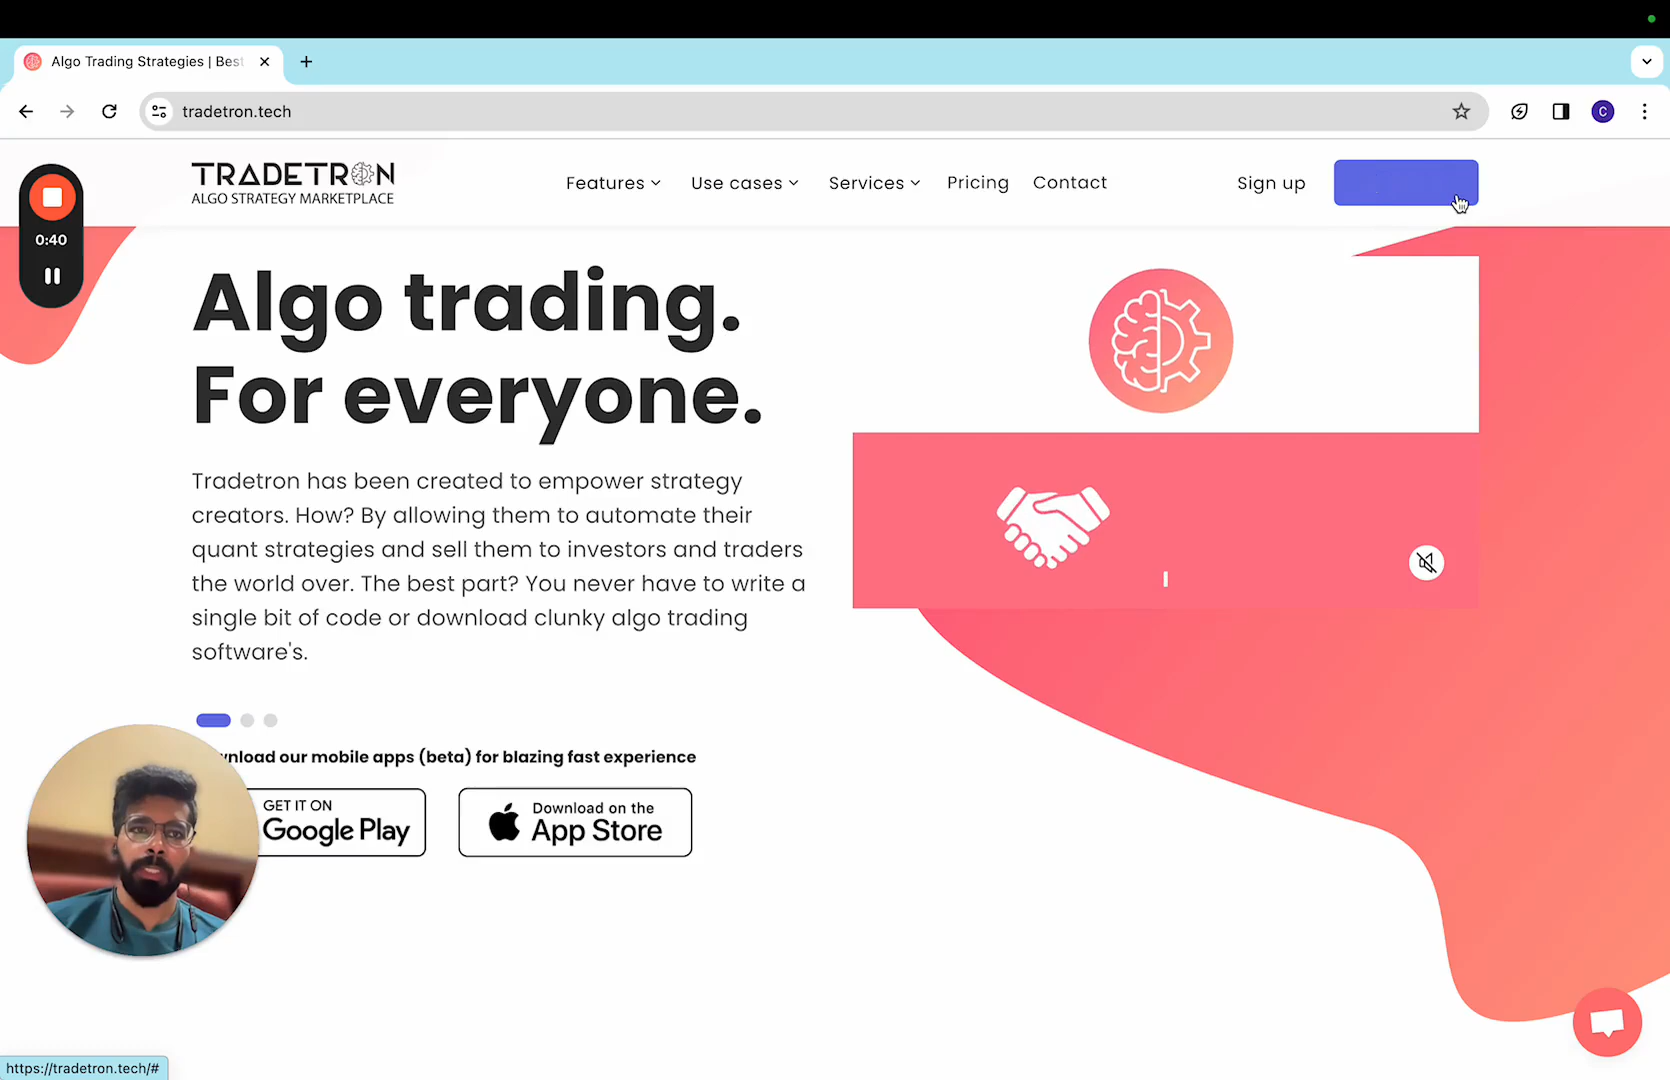 Algo Trading Strategies | Best
tradetron.tech
C
TRADETRON
ALGO STRATEGY MARKETPLACE
Features
Use cases
Services
Pricing
Contact
Sign up
0:40
Algo trading.
For everyone.
Tradetron has been created to empower strategy
creators. How? By allowing them to automate their
quant strategies and sell them to investors and traders
the world over. The best part? You never have to write a
single bit of code or download clunky algo trading
software's.
wnload our mobile apps (beta) for blazing fast experience
GET IT ON
Google Play
Download on the
App Store
https://tradetron.tech/#